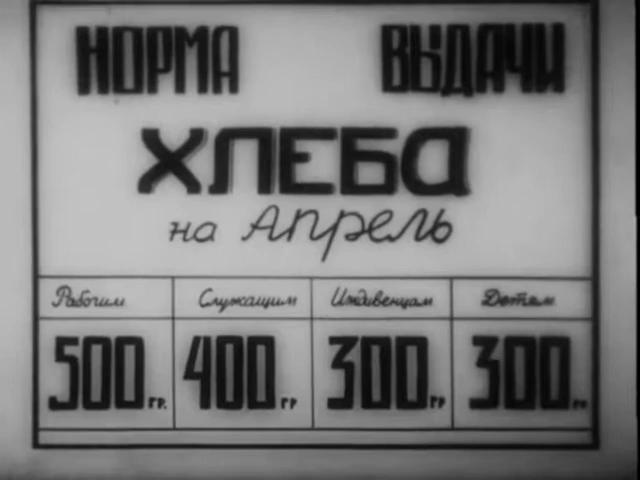 НОРМА ВЫДАЧИ
ХЛЕБА
на Апрель
Рабочим Служащим Иждивенцам Детям
500 гр. 400 гр 300 гр 300 гр